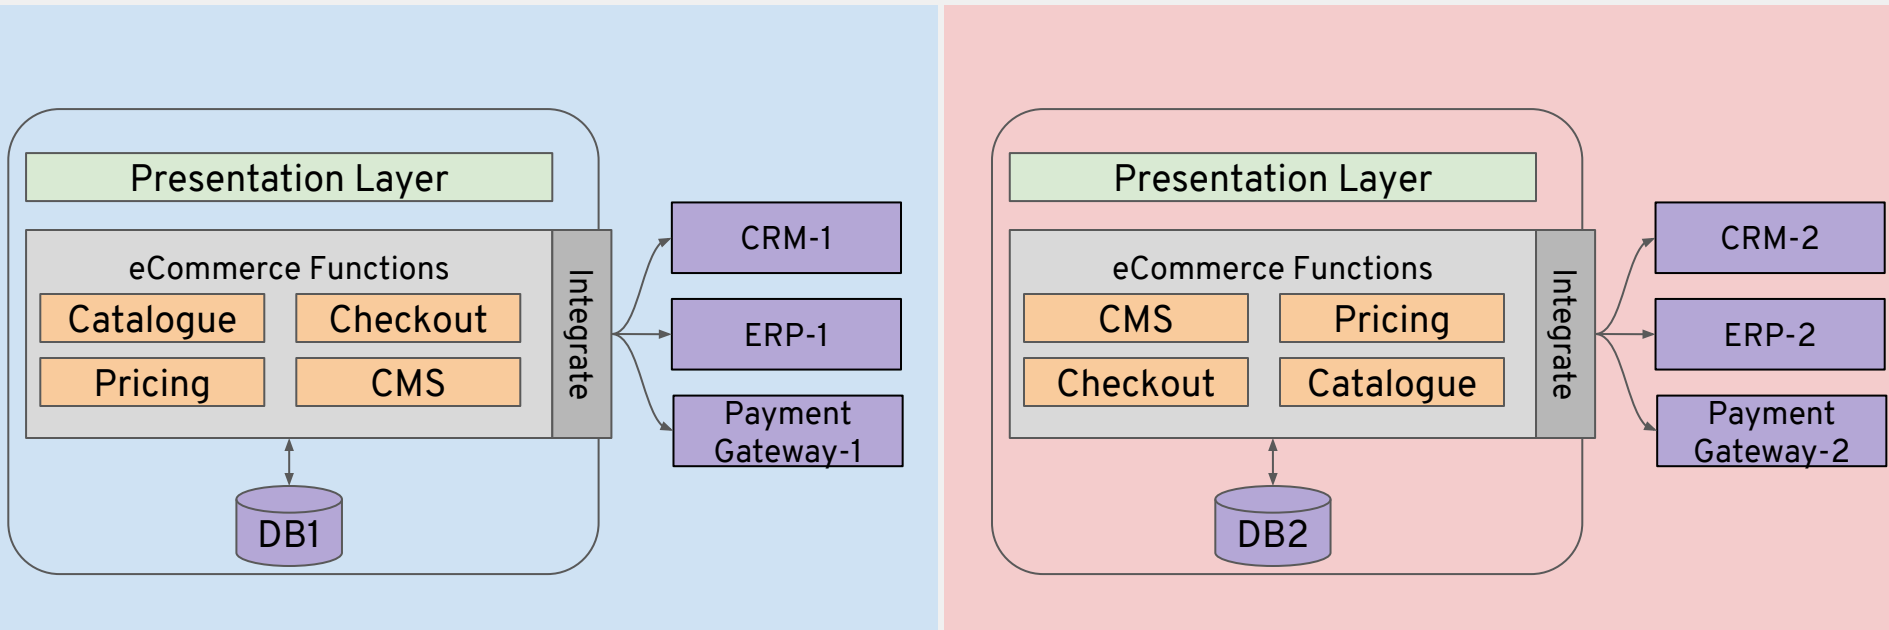 Presentation Layer
eCommerce Functions
Catalogue
Checkout
Pricing
CMS
Integrate
CRM-1
ERP-1
Payment
Gateway-1
DB1
Presentation Layer
eCommerce Functions
CMS
Pricing
Checkout
Catalogue
Integrate
CRM-2
ERP-2
Payment
Gateway-2
DB2